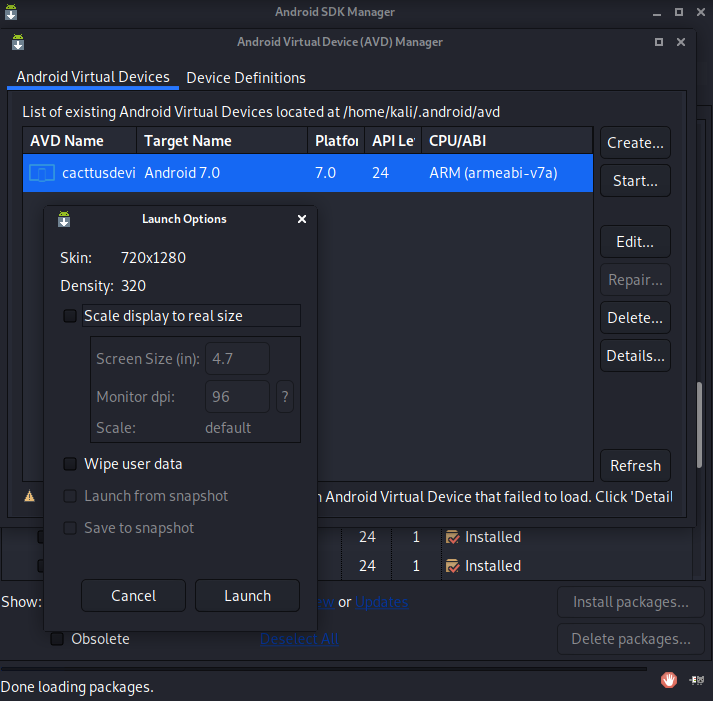 Android SDK Manager
Android Virtual Device (AVD) Manager
Android Virtual Devices Device Definitions
List of existing Android Virtual Devices located at /home/kali/.android/avd
AVD Name Target Name Platfor API Le CPU/ABI
cacttusdevi Android 7.0 7.0 24 ARM (armeabi-v7a)
Create...
Start...
Edit...
Repair...
Delete...
Details...
Refresh
Launch Options
Skin: 720x1280
Density: 320
Scale display to real size
Screen Size (in): 4.7
Monitor dpi: 96 ?
Scale: default
Wipe user data
Launch from snapshot
Save to snapshot
Cancel Launch
Android Virtual Device that failed to load. Click 'Detail
24 1 Installed
24 1 Installed
Show: or Updates Install packages...
Obsolete Deselect All Delete packages...
Done loading packages.